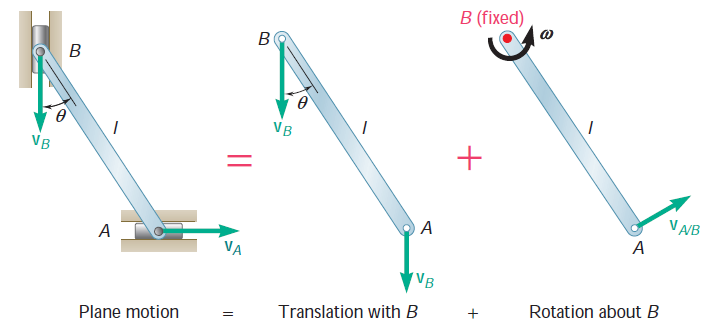 B (fixed)
ω
B
B
θ
θ
l
l
l
v_B
v_B
=
+
A
A
v_A
v_A/B
A
v_B
Plane motion = Translation with B + Rotation about B